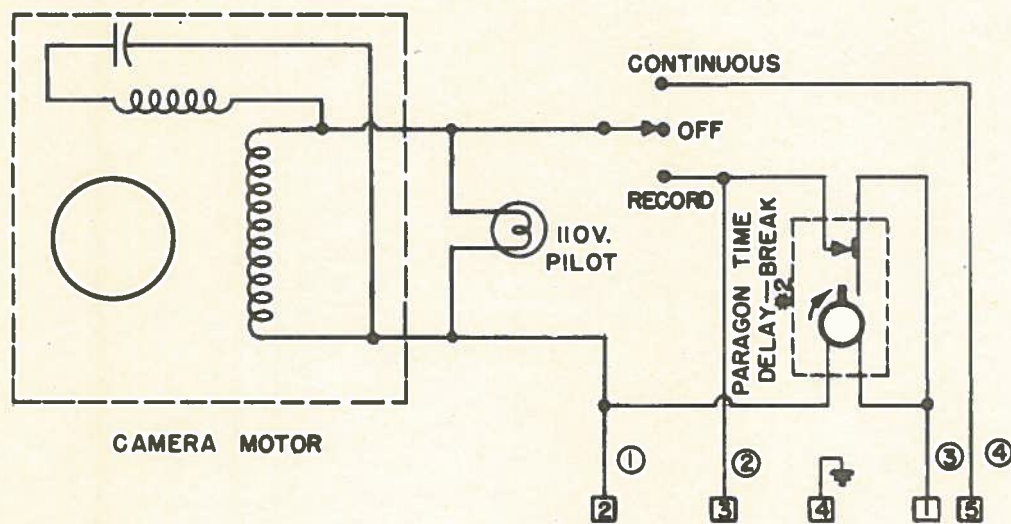 CONTINUOUS
OFF
RECORD
110V.
PILOT
PARAGON TIME
DELAY—BREAK
#2
CAMERA MOTOR
① ② ③ ④
2 3 4 1 5